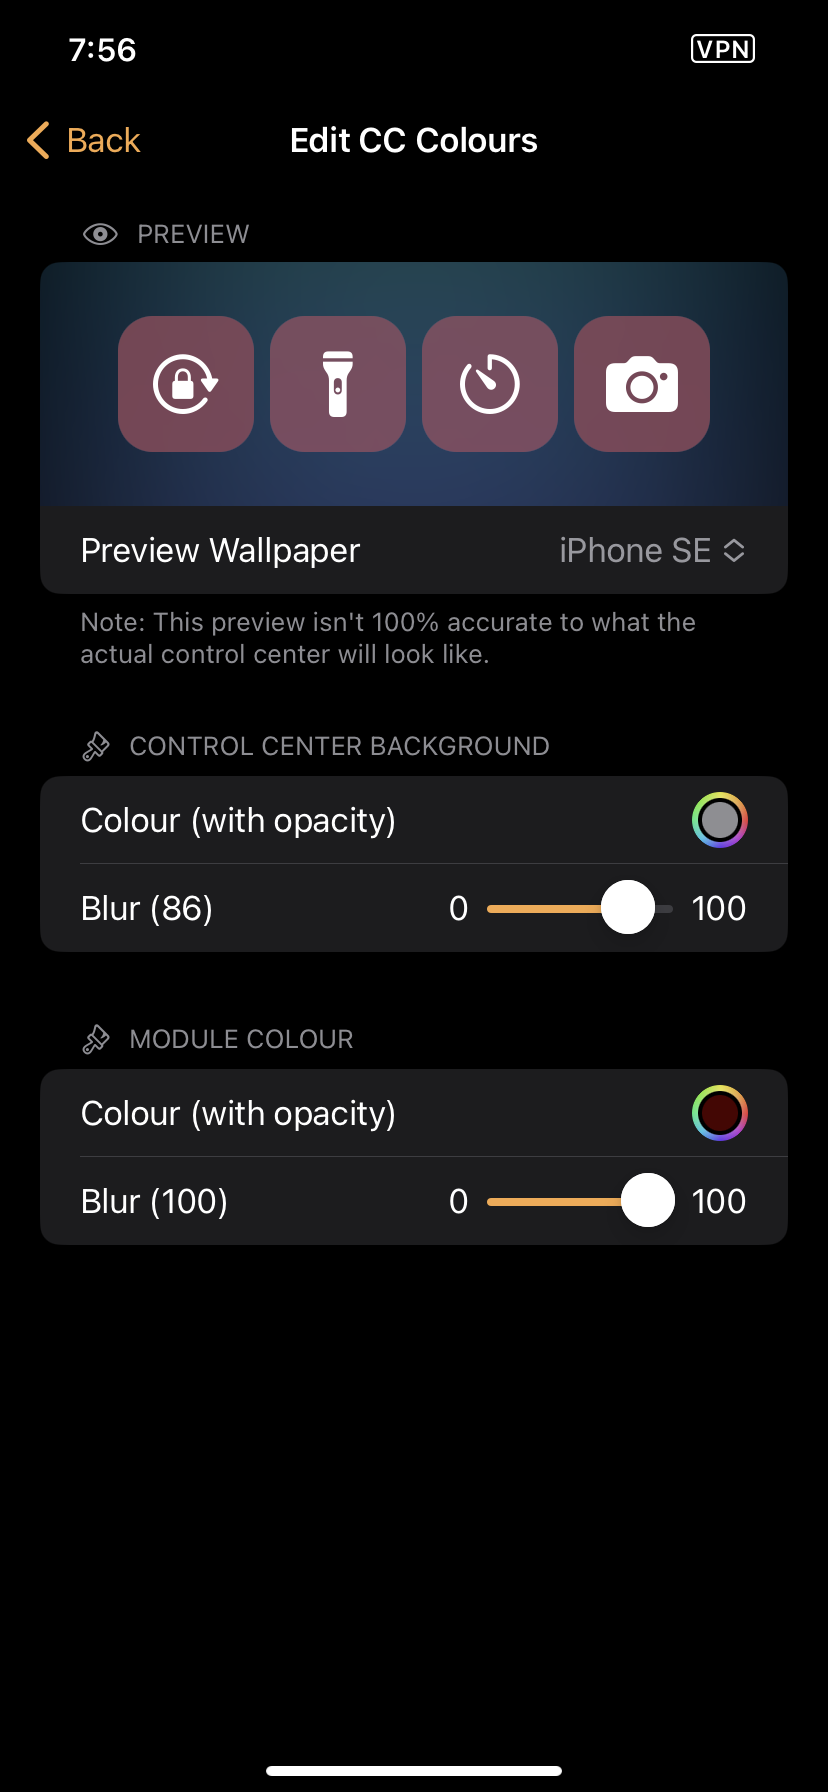 7:56
VPN
Back
Edit CC Colours
PREVIEW
Preview Wallpaper
iPhone SE
Note: This preview isn't 100% accurate to what the
actual control center will look like.
CONTROL CENTER BACKGROUND
Colour (with opacity)
Blur (86)
0
100
MODULE COLOUR
Colour (with opacity)
Blur (100)
0
100